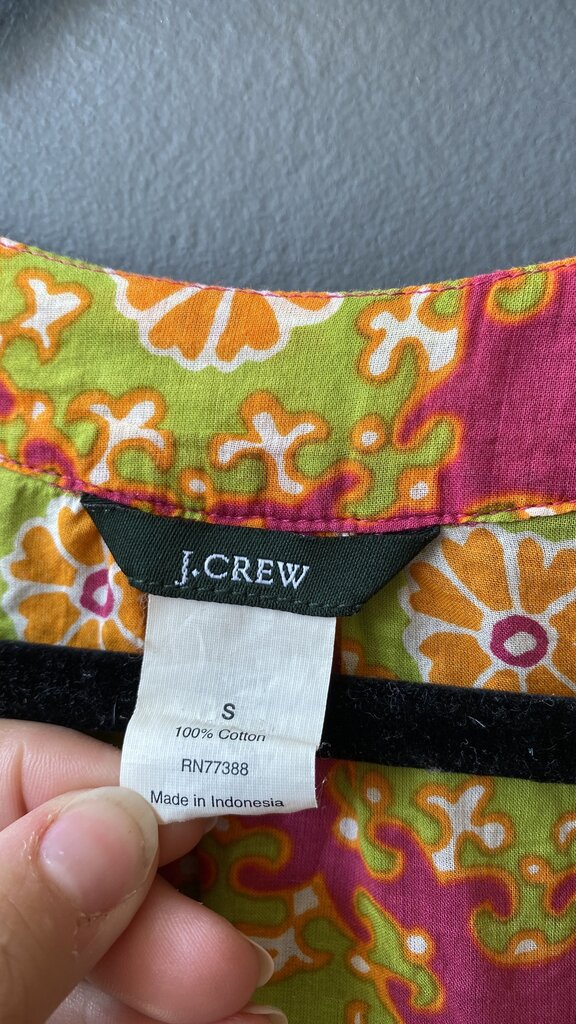 J.CREW
S
100% Cotton
RN77388
Made in Indonesia